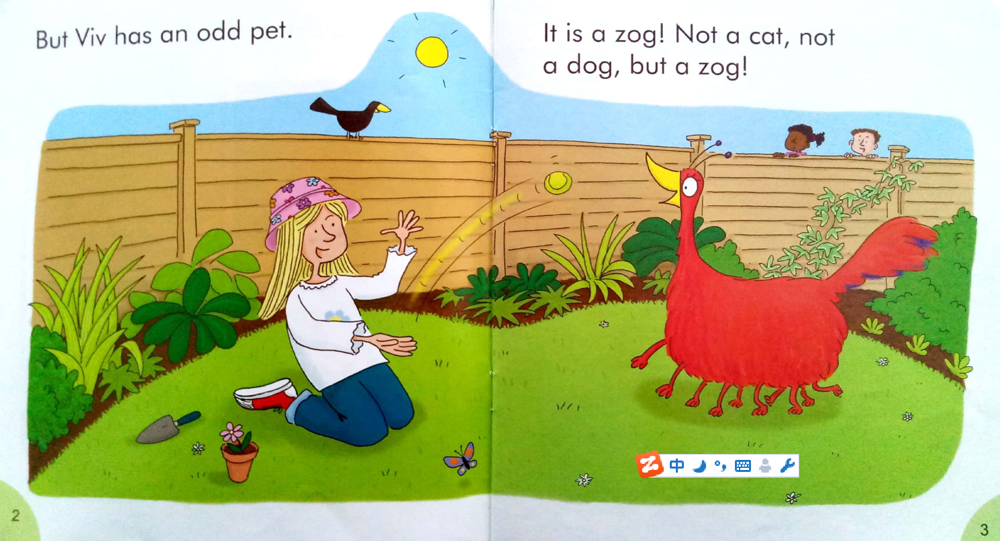 But Viv has an odd pet.
It is a zog! Not a cat, not
a dog, but a zog!
中
2
3